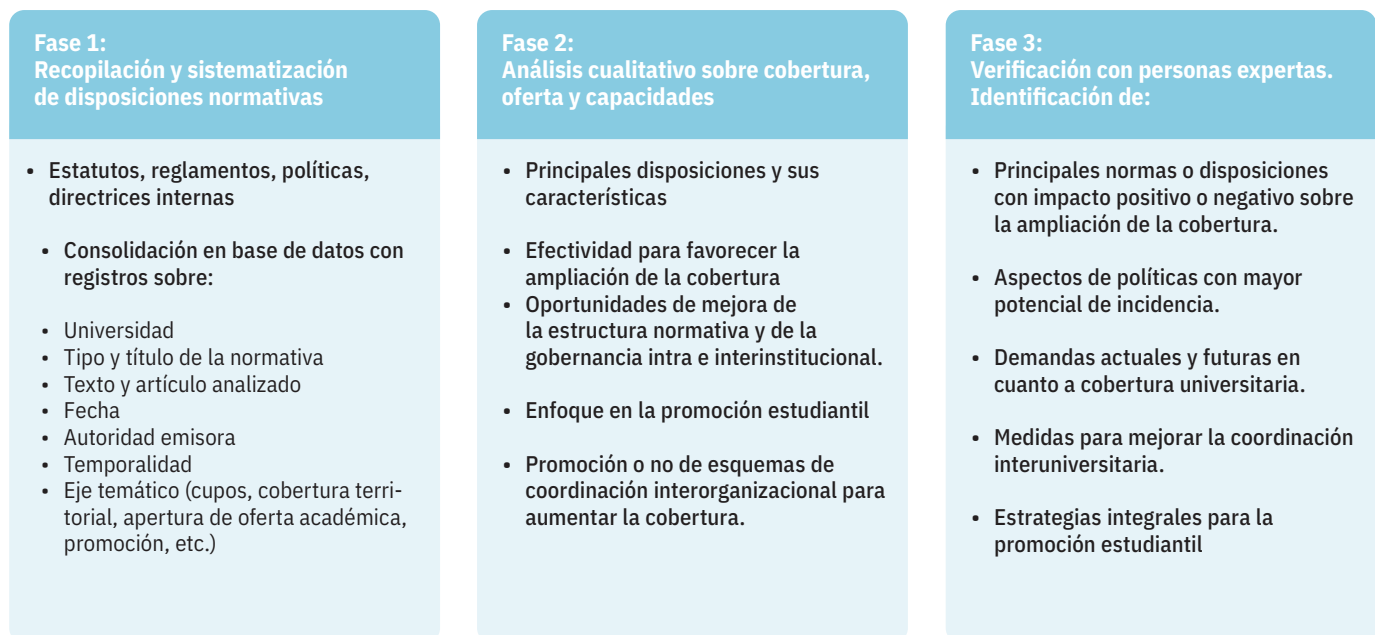 Fase 1:
Recopilación y sistematización
de disposiciones normativas
• Estatutos, reglamentos, políticas,
directrices internas
• Consolidación en base de datos con
registros sobre:
• Universidad
• Tipo y título de la normativa
• Texto y artículo analizado
• Fecha
• Autoridad emisora
• Temporalidad
• Eje temático (cupos, cobertura terri-
torial, apertura de oferta académica,
promoción, etc.)
Fase 2:
Análisis cualitativo sobre cobertura,
oferta y capacidades
• Principales disposiciones y sus
características
• Efectividad para favorecer la
ampliación de la cobertura
• Oportunidades de mejora de
la estructura normativa y de la
gobernancia intra e interinstitucional.
• Enfoque en la promoción estudiantil
• Promoción o no de esquemas de
coordinación interorganizacional para
aumentar la cobertura.
Fase 3:
Verificación con personas expertas.
Identificación de:
• Principales normas o disposiciones
con impacto positivo o negativo sobre
la ampliación de la cobertura.
• Aspectos de políticas con mayor
potencial de incidencia.
• Demandas actuales y futuras en
cuanto a cobertura universitaria.
• Medidas para mejorar la coordinación
interuniversitaria.
• Estrategias integrales para la
promoción estudiantil